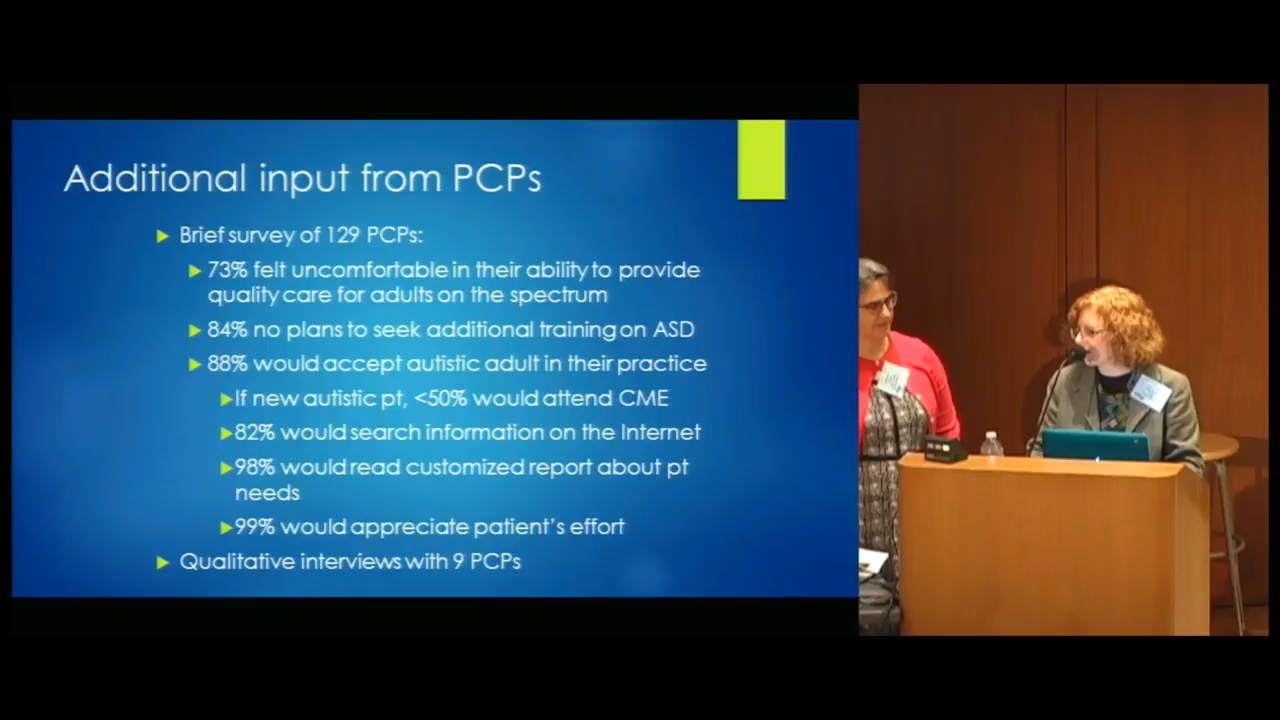 Additional input from PCPs
Brief survey of 129 PCPs:
73% felt uncomfortable in their ability to provide
quality care for adults on the spectrum
84% no plans to seek additional training on ASD
88% would accept autistic adult in their practice
If new autistic pt, <50% would attend CME
82% would search information on the Internet
98% would read customized report about pt
needs
99% would appreciate patient's effort
Qualitative interviews with 9 PCPs